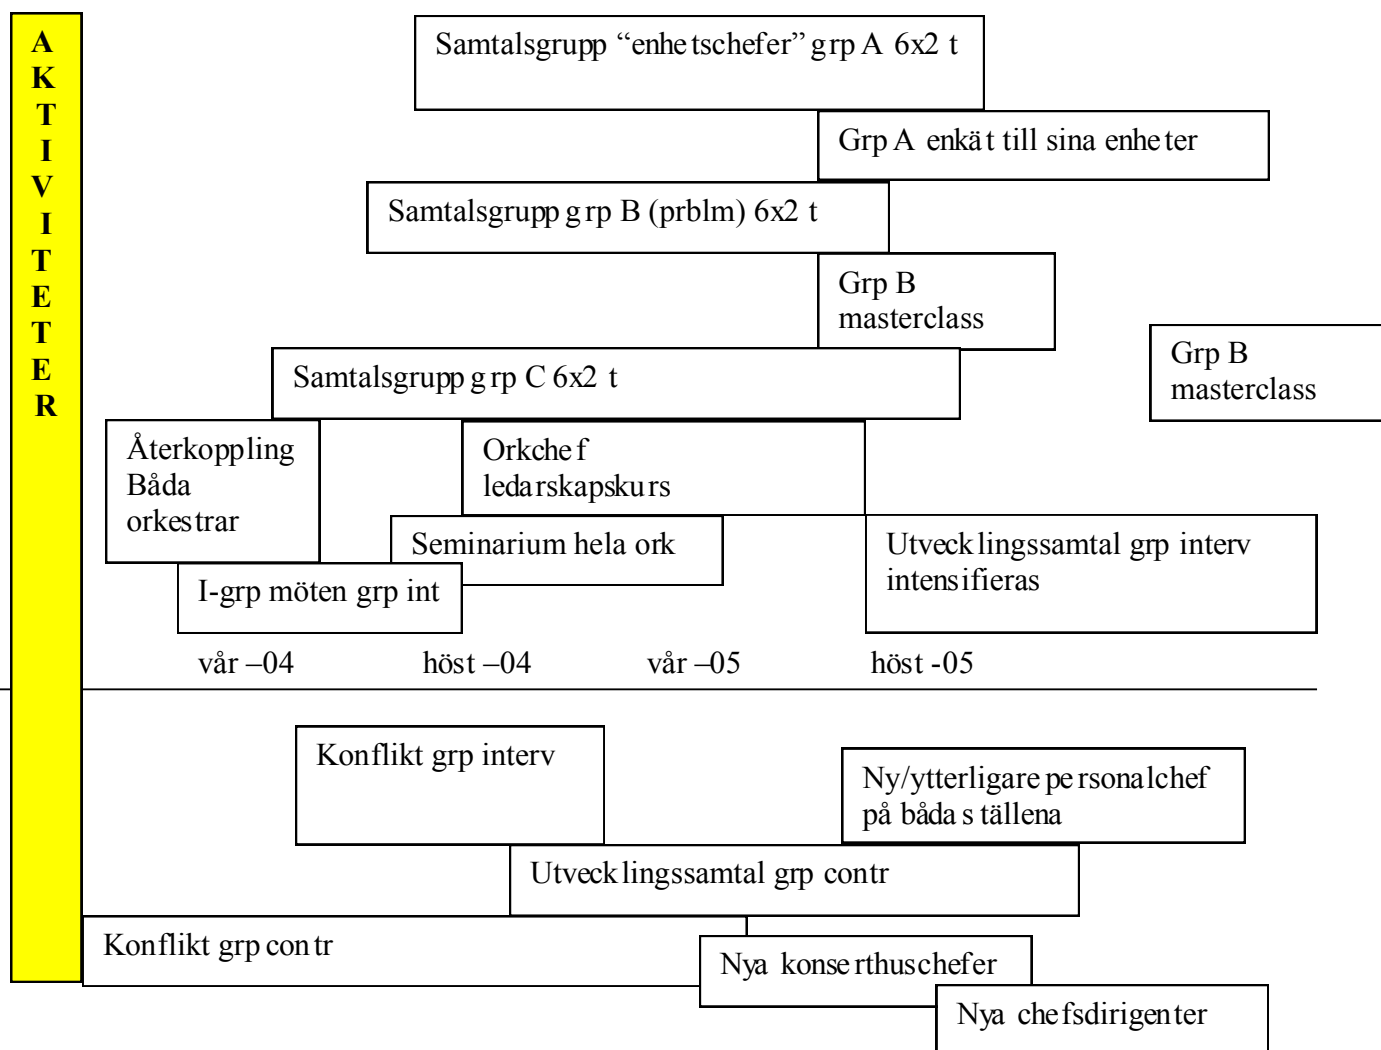 AKTIVITETER
Samtalsgrupp “enhetschefer” grp A 6x2 t
Grp A enkät till sina enheter
Samtalsgrupp grp B (prblm) 6x2 t
Grp B
masterclass
Grp B
masterclass
Samtalsgrupp grp C 6x2 t
Återkoppling
Båda
orkestrar
Orkchef
ledarskapskurs
Seminarium hela ork
Utvecklingssamtal grp interv
intensifieras
I-grp möten grp int
vår –04 höst –04 vår –05 höst -05
Konflikt grp interv
Ny/ytterligare personalchef
på båda ställena
Utvecklingssamtal grp contr
Konflikt grp contr
Nya konserthuschefer
Nya chefsdirigenter